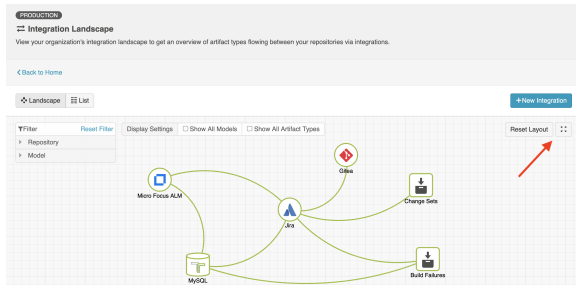 PRODUCTION
Integration Landscape
View your organization's integration landscape to get an overview of artifact types flowing between your repositories via integrations.
Back to Home
Landscape List +New Integration
Filter Reset Filter Display Settings Show All Models Show All Artifact Types Reset Layout
Repository
Model
Gitea
Micro Focus ALM
Change Sets
Jira
MySQL
Build Failures